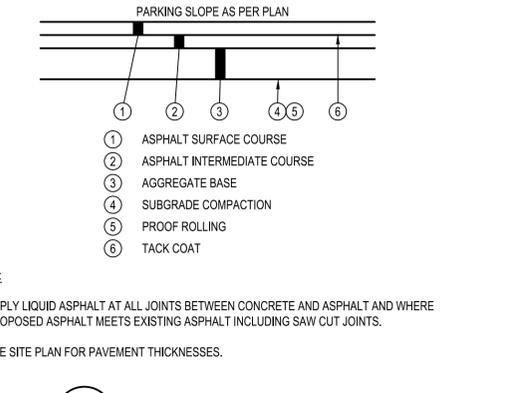 PARKING SLOPE AS PER PLAN
1 2 3 4 5 6
1 ASPHALT SURFACE COURSE
2 ASPHALT INTERMEDIATE COURSE
3 AGGREGATE BASE
4 SUBGRADE COMPACTION
5 PROOF ROLLING
6 TACK COAT
PLY LIQUID ASPHALT AT ALL JOINTS BETWEEN CONCRETE AND ASPHALT AND WHERE
OPOSED ASPHALT MEETS EXISTING ASPHALT INCLUDING SAW CUT JOINTS.
E SITE PLAN FOR PAVEMENT THICKNESSES.